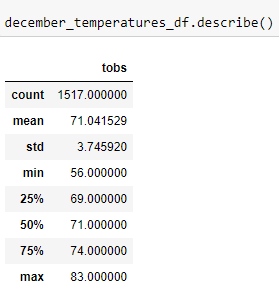 december_temperatures_df.describe()
tobs
count 1517.000000
mean 71.041529
std 3.745920
min 56.000000
25% 69.000000
50% 71.000000
75% 74.000000
max 83.000000